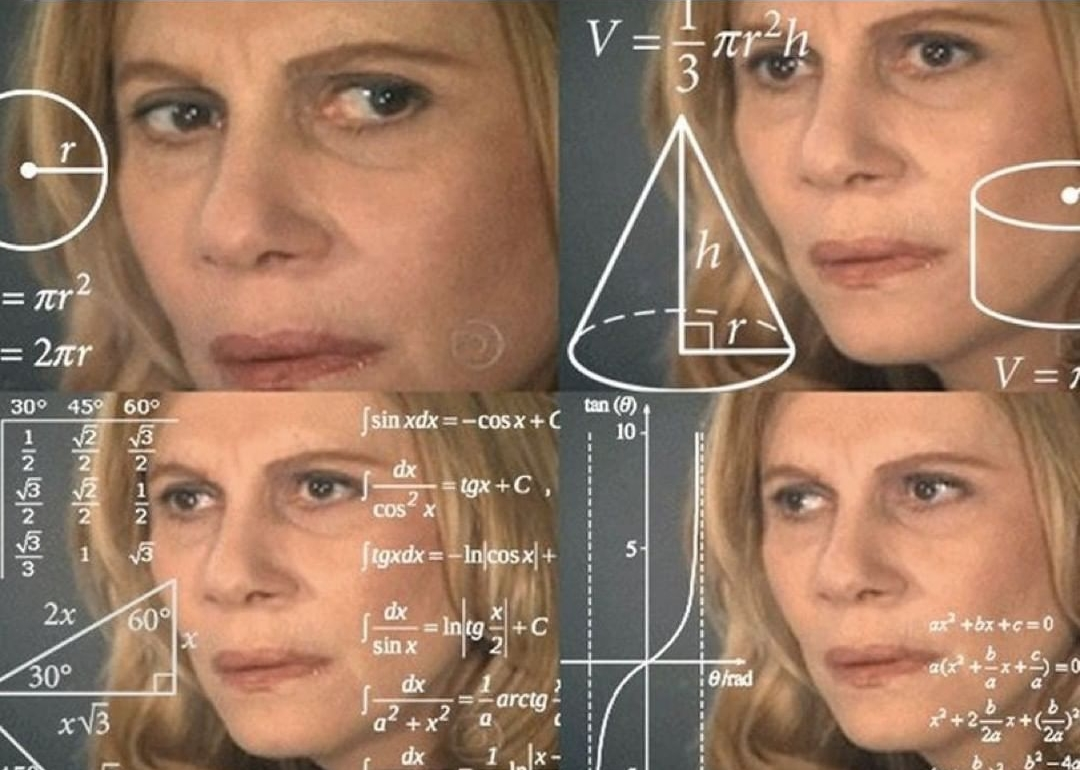 r
= πr²
= 2πr
V = 1/3 πr²h
h
r
V =
30° 45° 60°
1/2 √2/2 √3/2
√3/2 √2/2 1/2
√3/3 1 √3
2x
60°
x
30°
x√3
∫sin xdx = −cos x + C
∫dx/cos² x = tgx + C ,
∫tgxdx = −ln|cosx| +
∫dx/sin x = ln|tg x/2| + C
∫dx/a² + x² = 1/a arctg
dx 1
tan (θ)
10
5
θ/rad
ax² + bx + c = 0
a(x² + b/a x + c/a) = 0
x² + 2 b/2a x + (b/2a)²
b b² − 4a